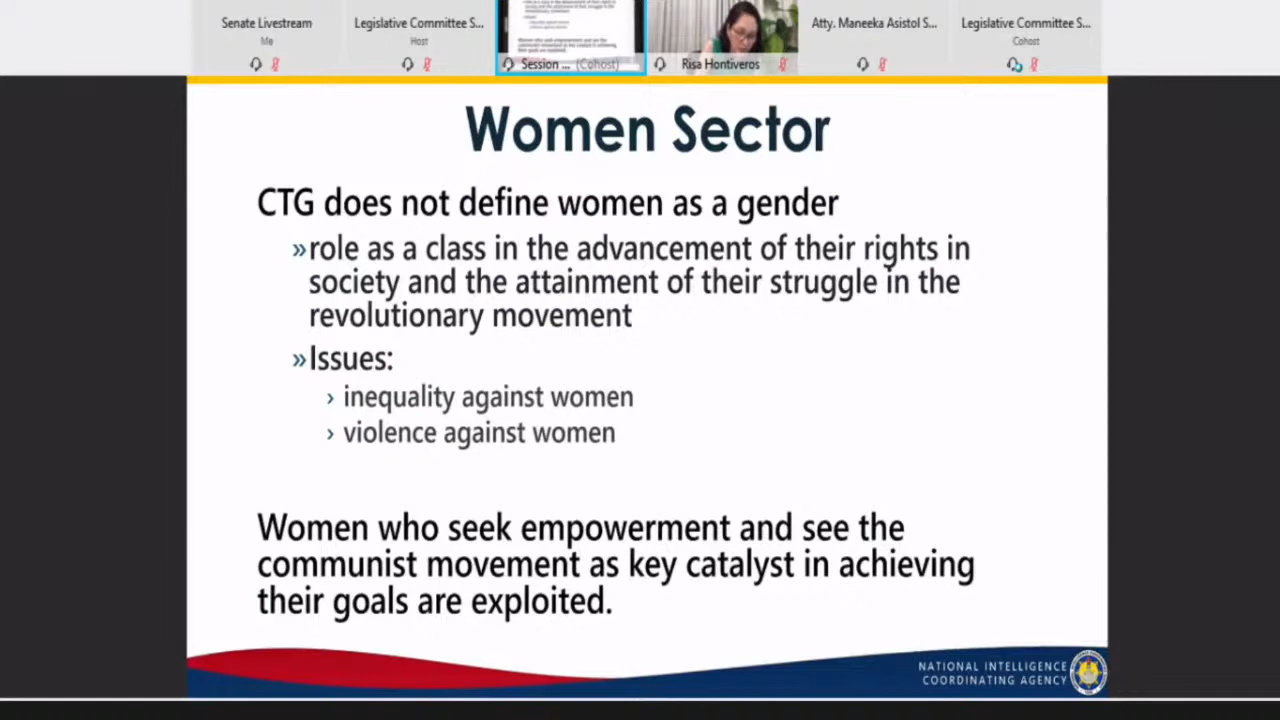 Senate Livestream
Me
Legislative Committee S...
Host
Session ... (Cohost)
Risa Hontiveros
Atty. Maneeka Asistol S...
Legislative Committee S...
Cohost
Women Sector
CTG does not define women as a gender
»role as a class in the advancement of their rights in
society and the attainment of their struggle in the
revolutionary movement
»Issues:
› inequality against women
› violence against women
Women who seek empowerment and see the
communist movement as key catalyst in achieving
their goals are exploited.
NATIONAL INTELLIGENCE
COORDINATING AGENCY